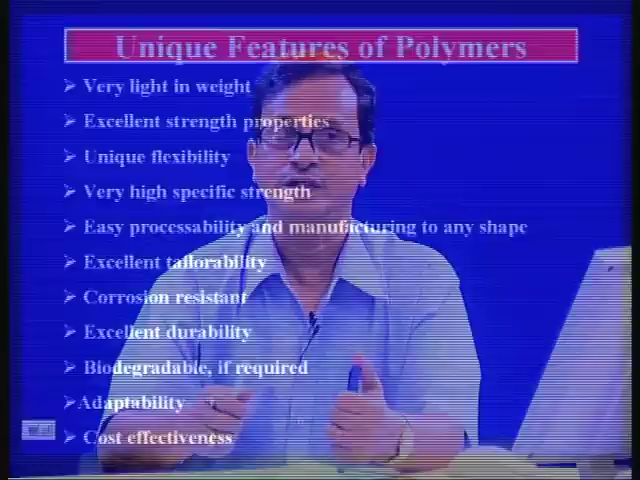 Unique Features of Polymers
➢ Very light in weight
➢ Excellent strength properties
➢ Unique flexibility
➢ Very high specific strength
➢ Easy processability and manufacturing to any shape
➢ Excellent tailorability
➢ Corrosion resistant
➢ Excellent durability
➢ Biodegradable, if required
➢Adaptability
➢ Cost effectiveness